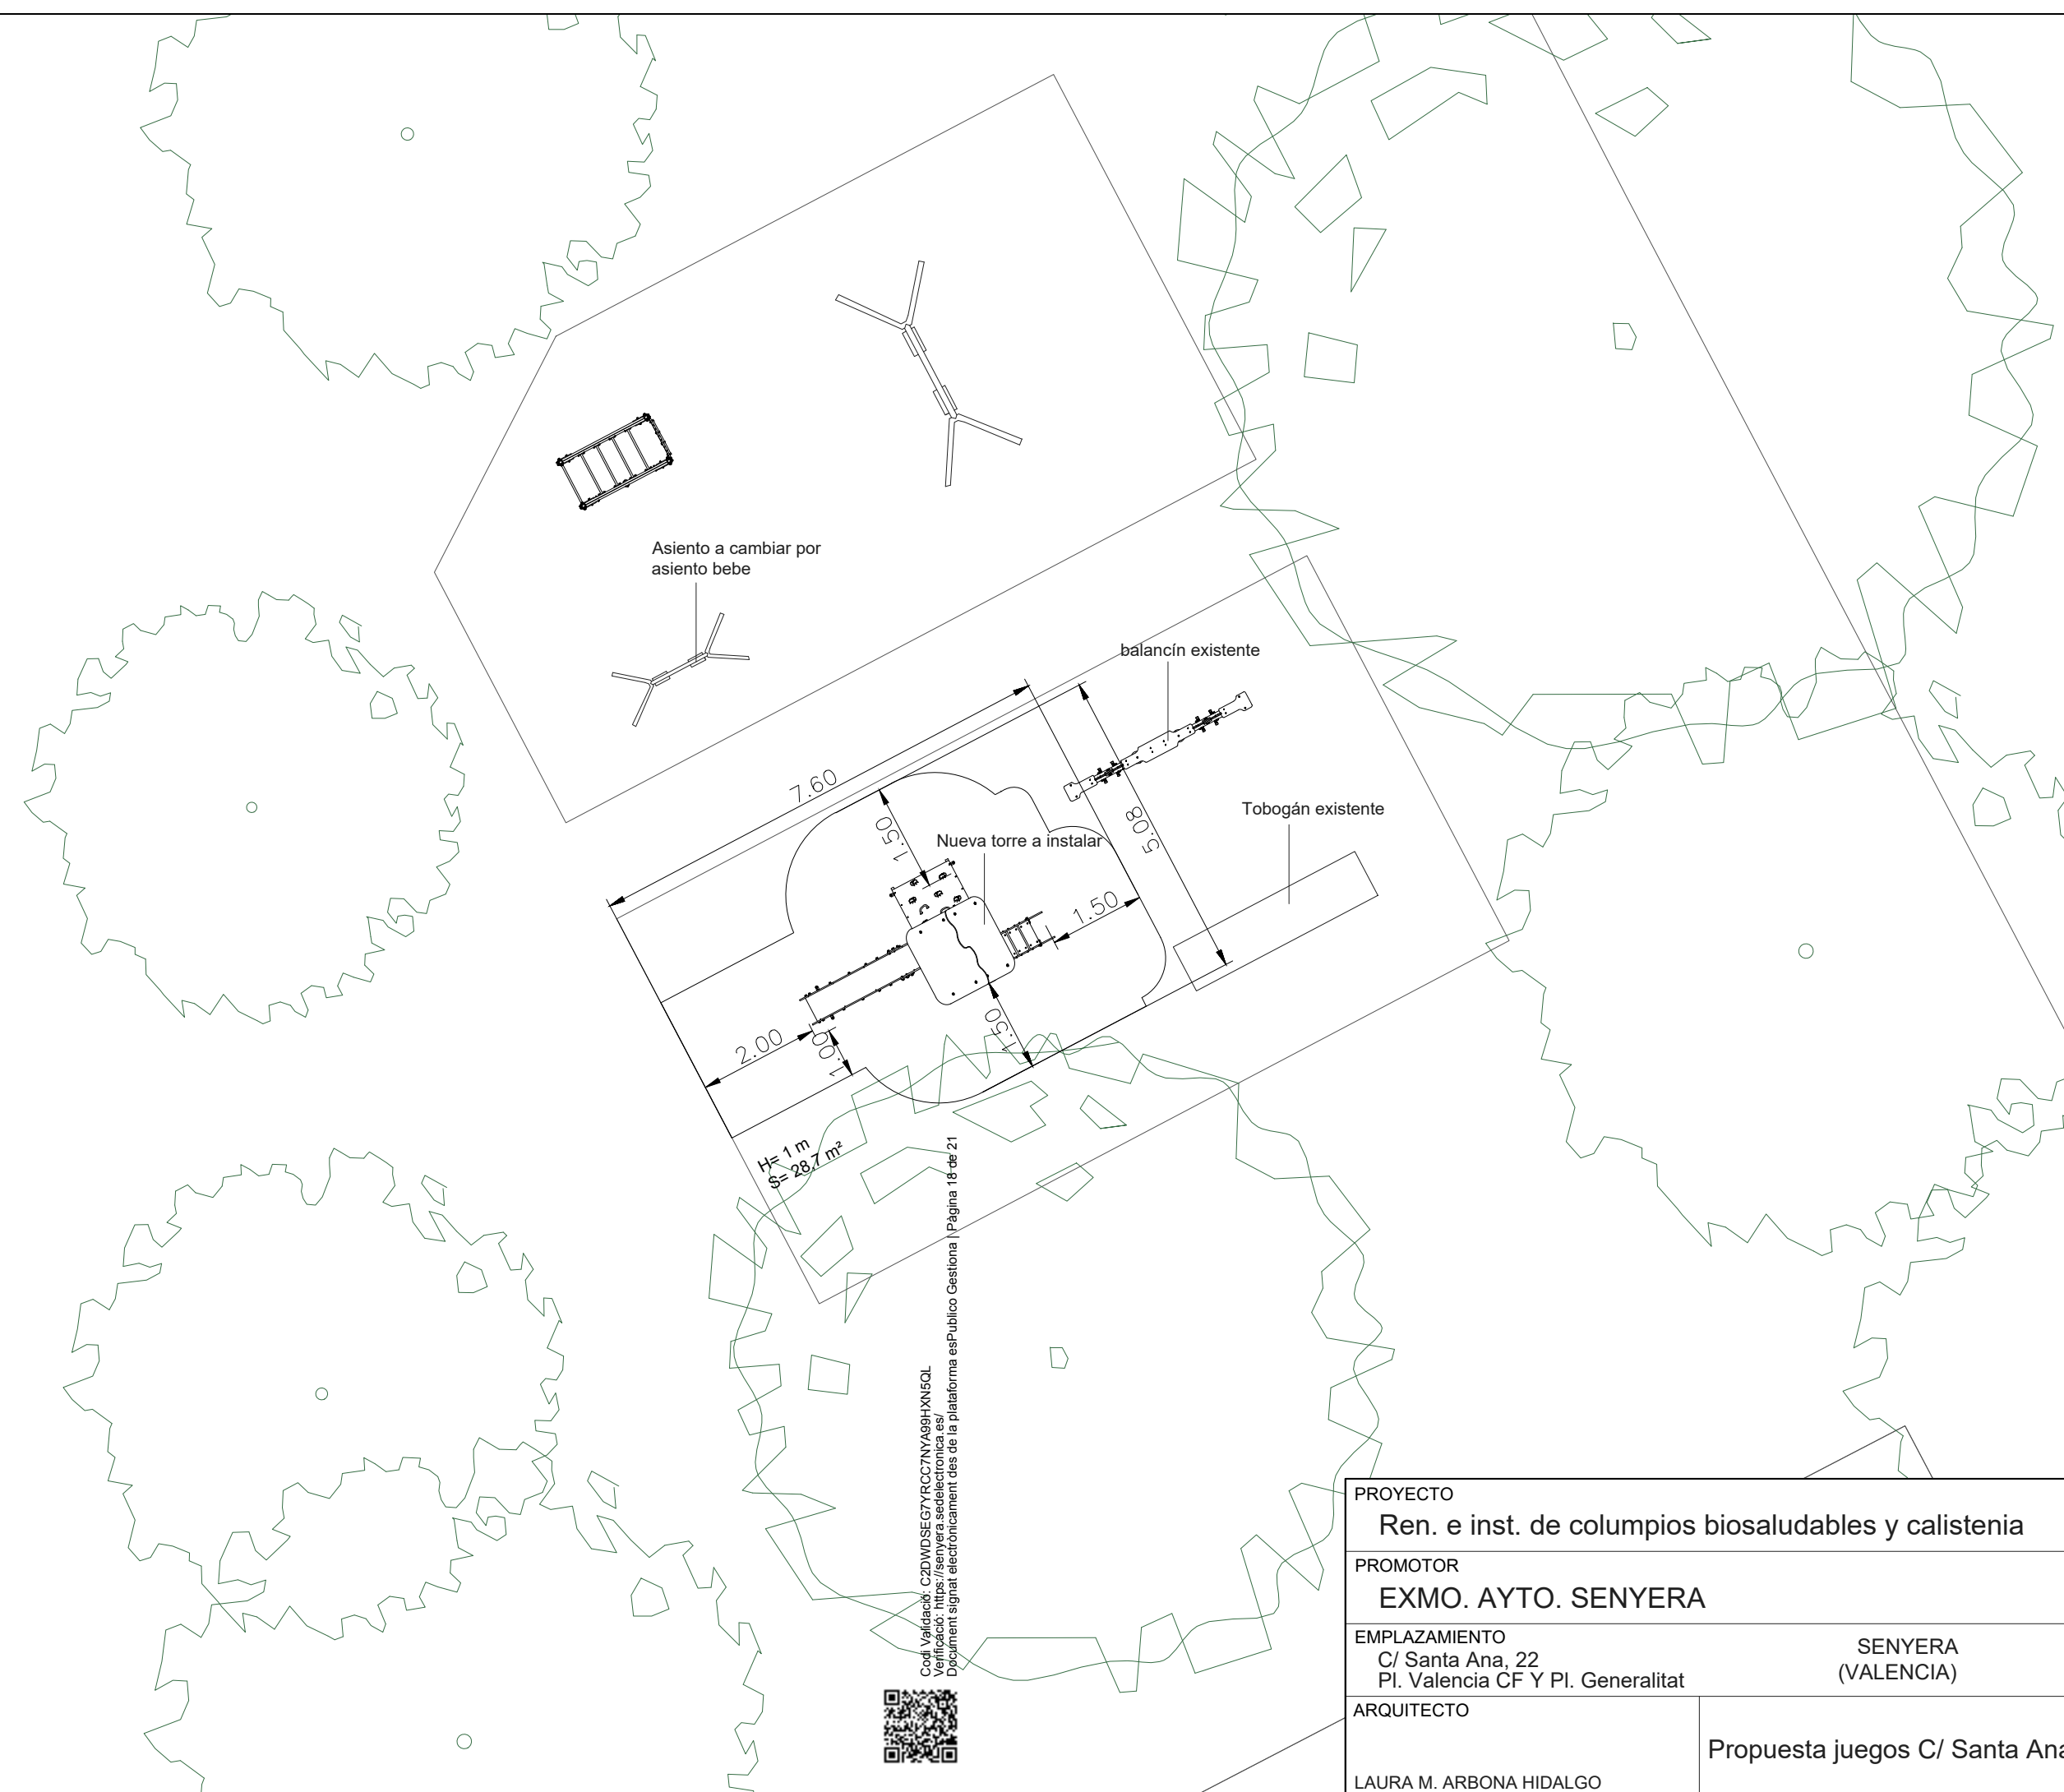 Asiento a cambiar por
asiento bebe
balancín existente
7.60
5.08
Tobogán existente
1.50
Nueva torre a instalar
1.50
2.00
1.00
1.50
H= 1 m
S= 28.7 m²
Codi Validació: C2DWDSEG7YRCC7NYA99HXN5QL
Verificació: https://senyera.sedelectronica.es/
Document signat electrònicament des de la plataforma esPublico Gestiona | Pàgina 18 de 21
PROYECTO
Ren. e inst. de columpios biosaludables y calistenia
PROMOTOR
EXMO. AYTO. SENYERA
EMPLAZAMIENTO
C/ Santa Ana, 22
Pl. Valencia CF Y Pl. Generalitat
SENYERA
(VALENCIA)
ARQUITECTO
Propuesta juegos C/ Santa Ana
LAURA M. ARBONA HIDALGO